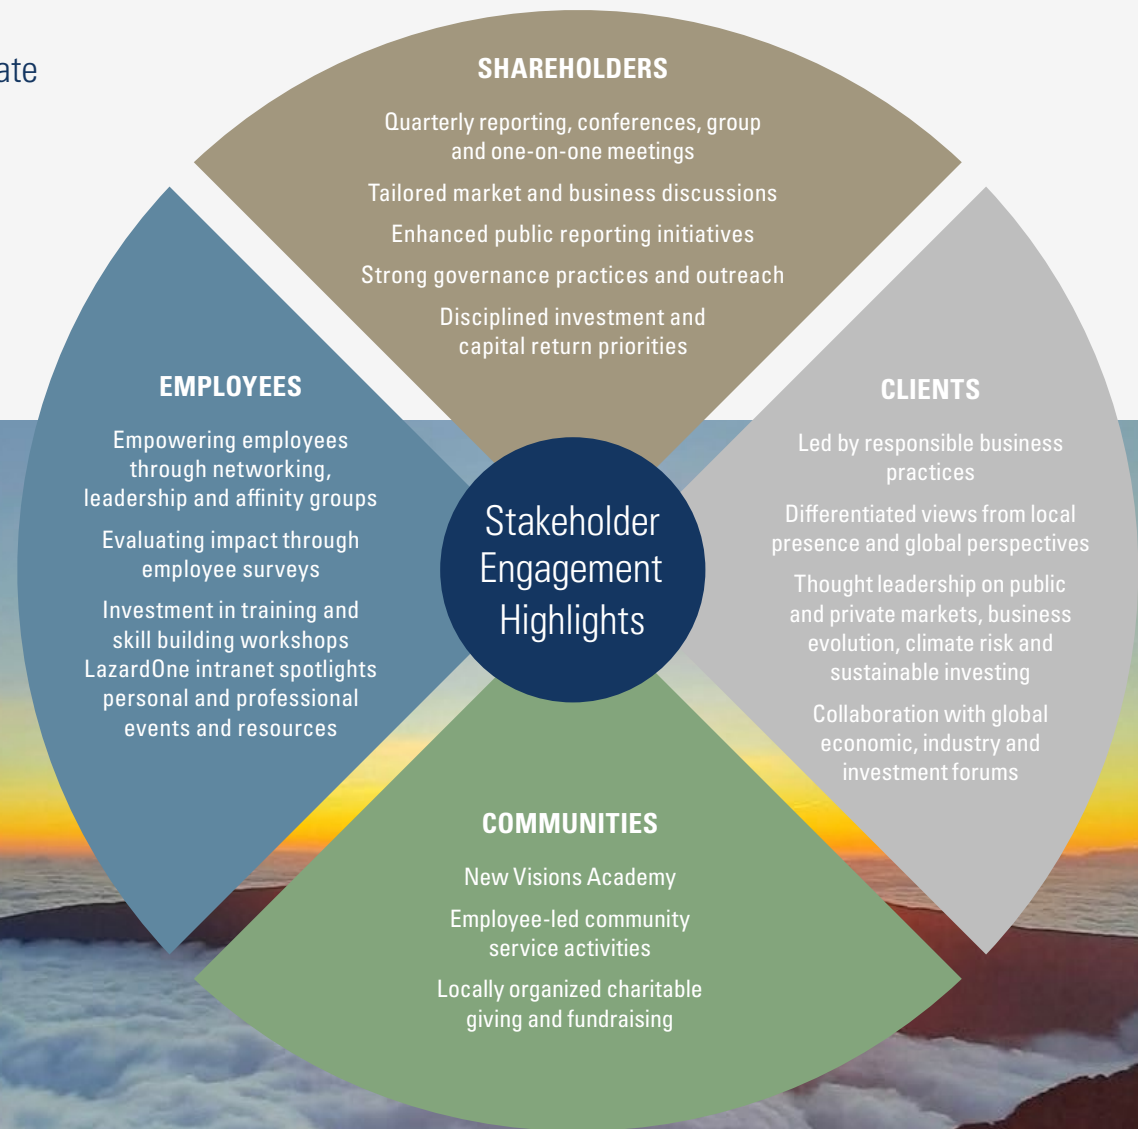 ate
SHAREHOLDERS
Quarterly reporting, conferences, group
and one-on-one meetings
Tailored market and business discussions
Enhanced public reporting initiatives
Strong governance practices and outreach
Disciplined investment and
capital return priorities
EMPLOYEES
Empowering employees
through networking,
leadership and affinity groups
Evaluating impact through
employee surveys
Investment in training and
skill building workshops
LazardOne intranet spotlights
personal and professional
events and resources
Stakeholder
Engagement
Highlights
CLIENTS
Led by responsible business
practices
Differentiated views from local
presence and global perspectives
Thought leadership on public
and private markets, business
evolution, climate risk and
sustainable investing
Collaboration with global
economic, industry and
investment forums
COMMUNITIES
New Visions Academy
Employee-led community
service activities
Locally organized charitable
giving and fundraising